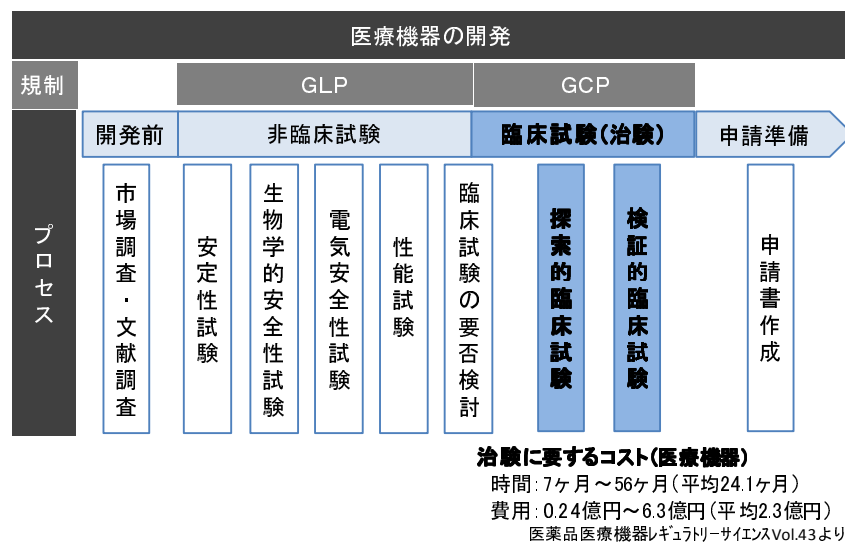 医療機器の開発
規制
GLP
GCP
プロセス
開発前
非臨床試験
臨床試験(治験)
申請準備
市場調査・文献調査
安定性試験
生物学的安全性試験
電気安全性試験
性能試験
臨床試験の要否検討
探索的臨床試験
検証的臨床試験
申請書作成
治験に要するコスト(医療機器)
時間:7ヶ月～56ヶ月(平均24.1ヶ月)
費用:0.24億円～6.3億円(平均2.3億円)
医薬品医療機器ﾚｷﾞｭﾗﾄﾘｰｻｲｴﾝｽVol.43より